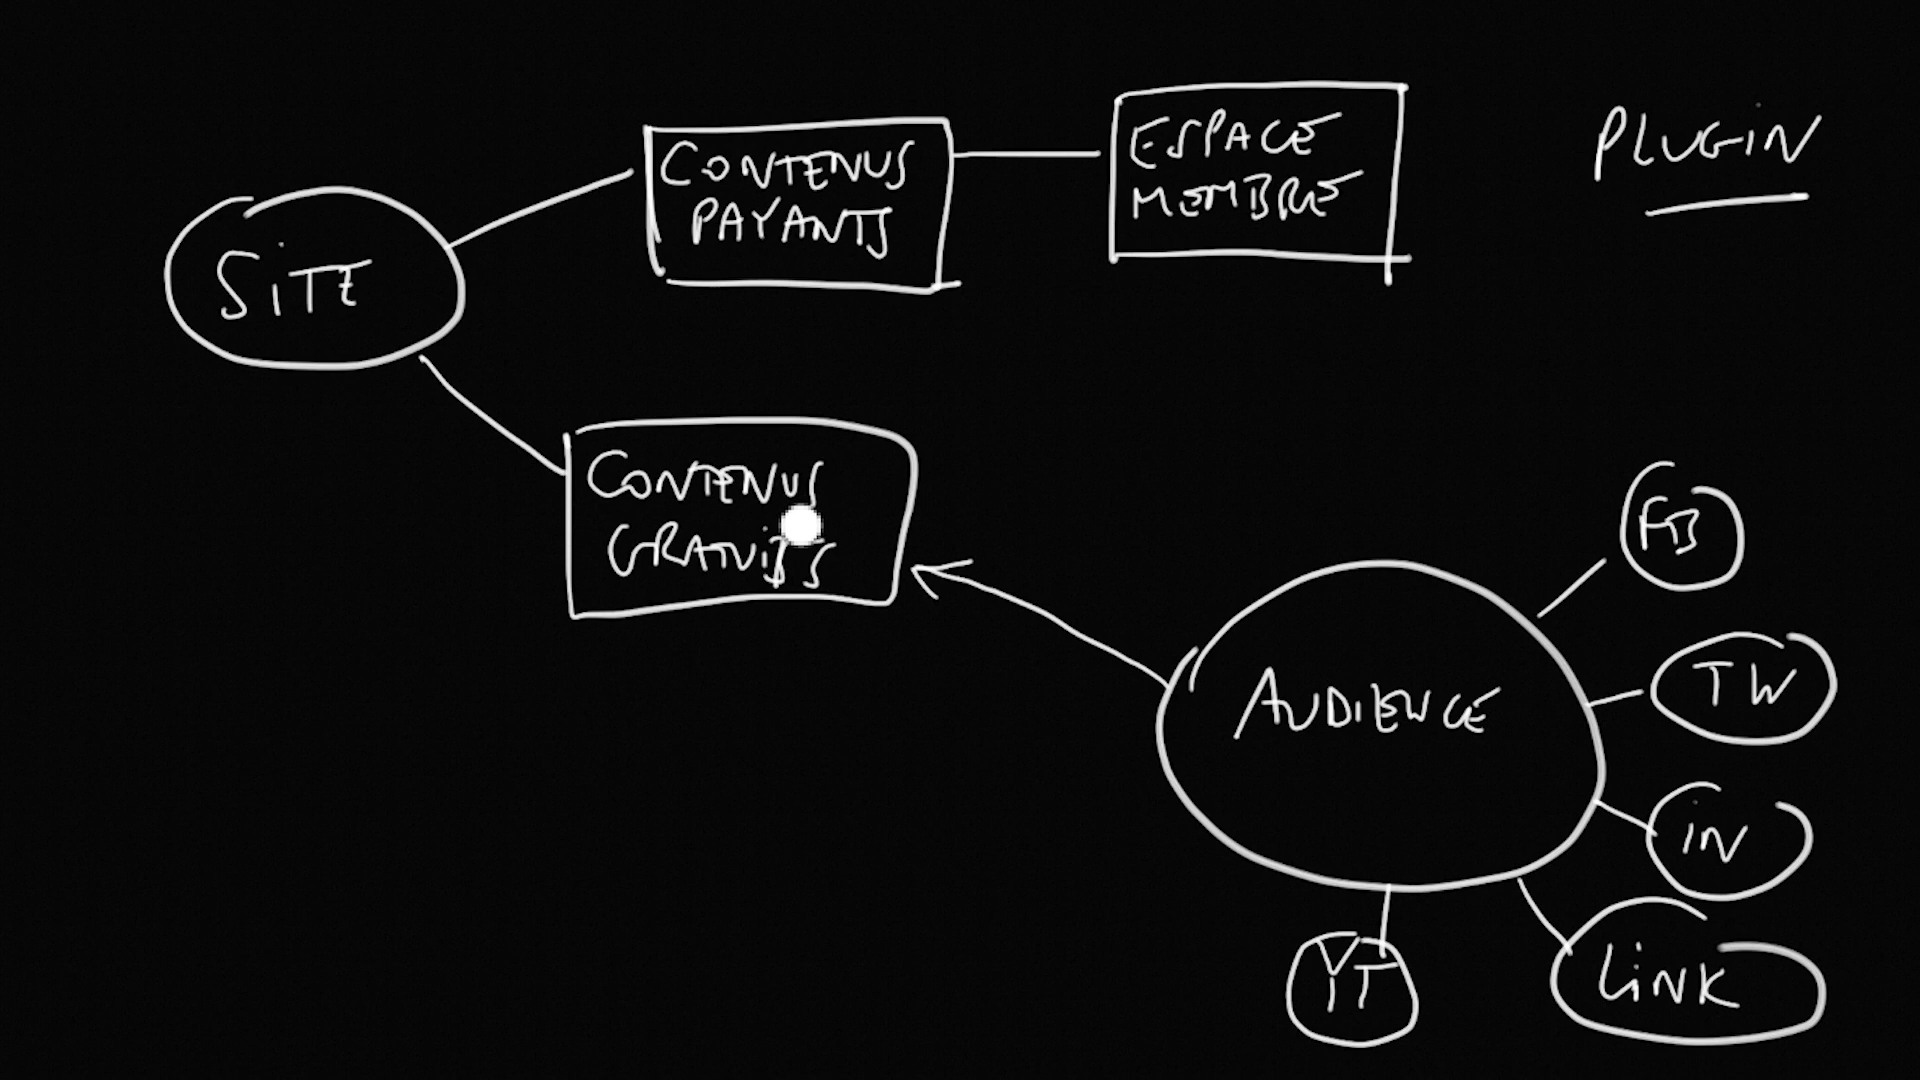 SiTE
CONTENUS
PAYANTS
ESPACE
MEMBRE
PLUGiN
CONTENUS
GRATUiTS
AUDIENCE
FB
TW
iN
LiNK
YT